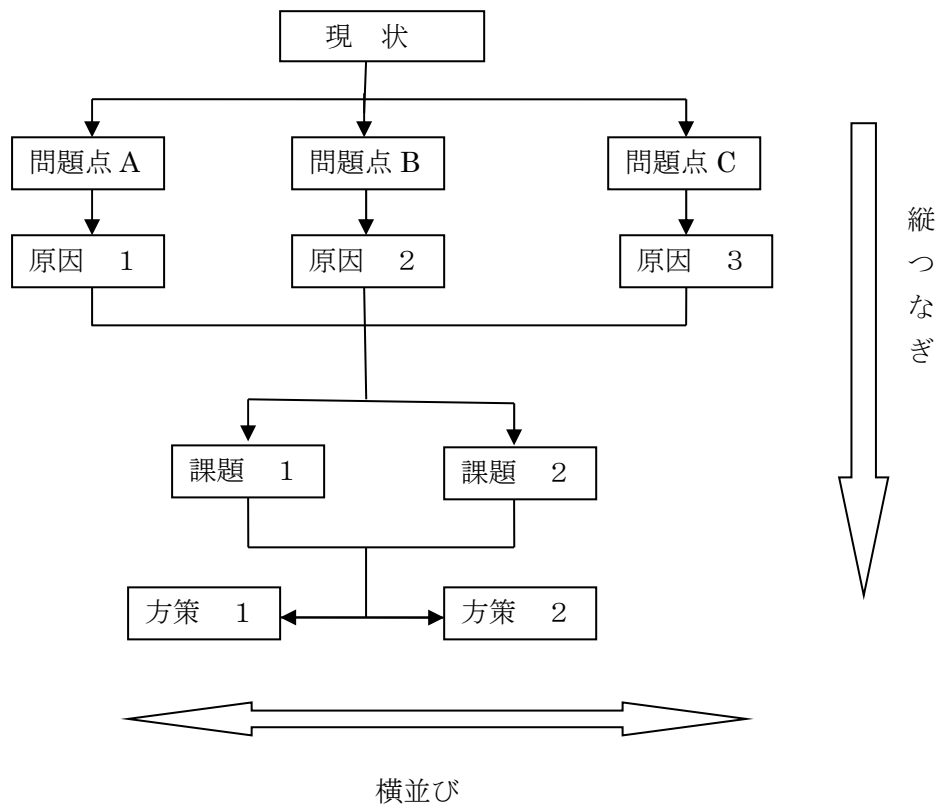 現　状
問題点 A
問題点 B
問題点 C
原因　１
原因　２
原因　３
縦つなぎ
課題　１
課題　２
方策　１
方策　２
横並び